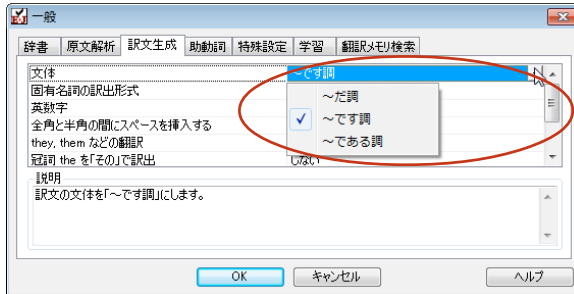 一般
辞書 原文解析 訳文生成 助動詞 特殊設定 学習 翻訳メモリ検索
文体 ～です調
固有名詞の訳出形式
英数字
全角と半角の間にスペースを挿入する
they, them などの翻訳
冠詞 the を「その」で訳出 しない
～だ調
～です調
～である調
説明
訳文の文体を「～です調」にします。
OK キャンセル ヘルプ